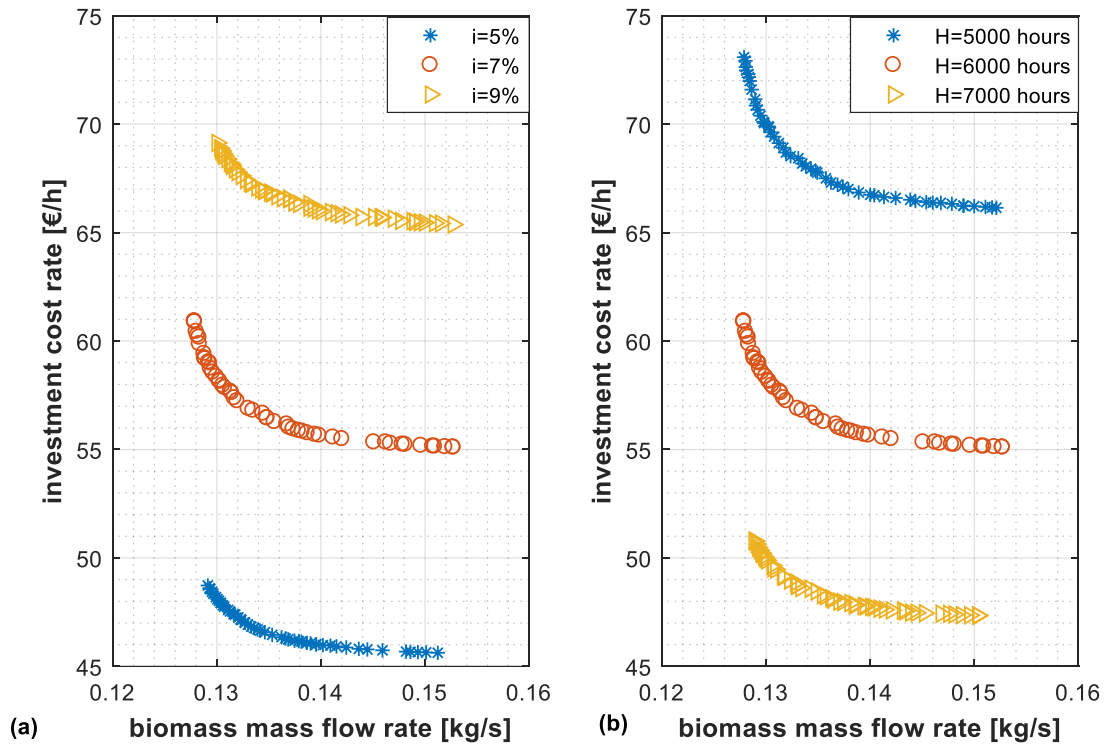 75
70
65
60
55
50
45
0.12
0.13
0.14
0.15
0.16
investment cost rate [€/h]
biomass mass flow rate [kg/s]
i=5%
i=7%
i=9%
(a)
75
70
65
60
55
50
45
0.12
0.13
0.14
0.15
0.16
investment cost rate [€/h]
biomass mass flow rate [kg/s]
H=5000 hours
H=6000 hours
H=7000 hours
(b)